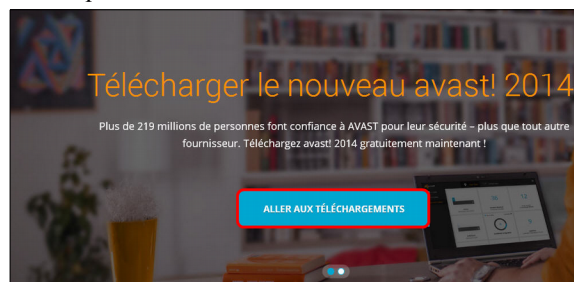 Télécharger le nouveau avast! 2014
Plus de 219 millions de personnes font confiance à AVAST pour leur sécurité – plus que tout autre
fournisseur. Téléchargez avast! 2014 gratuitement maintenant !
ALLER AUX TÉLÉCHARGEMENTS